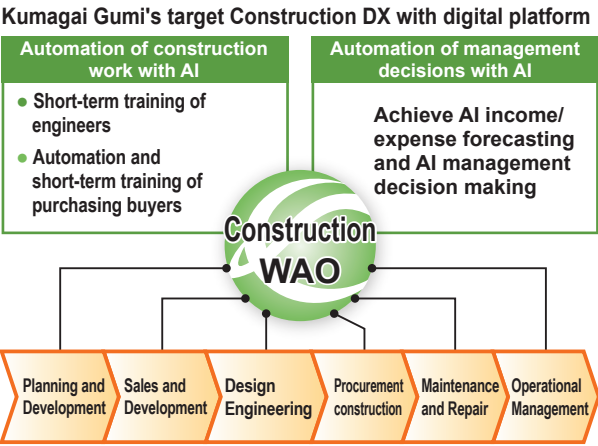 Kumagai Gumi's target Construction DX with digital platform
Automation of construction
work with AI
• Short-term training of
engineers
• Automation and
short-term training of
purchasing buyers
Automation of management
decisions with AI
Achieve AI income/
expense forecasting
and AI management
decision making
Construction
WAO
Planning and
Development
Sales and
Development
Design
Engineering
Procurement
construction
Maintenance
and Repair
Operational
Management